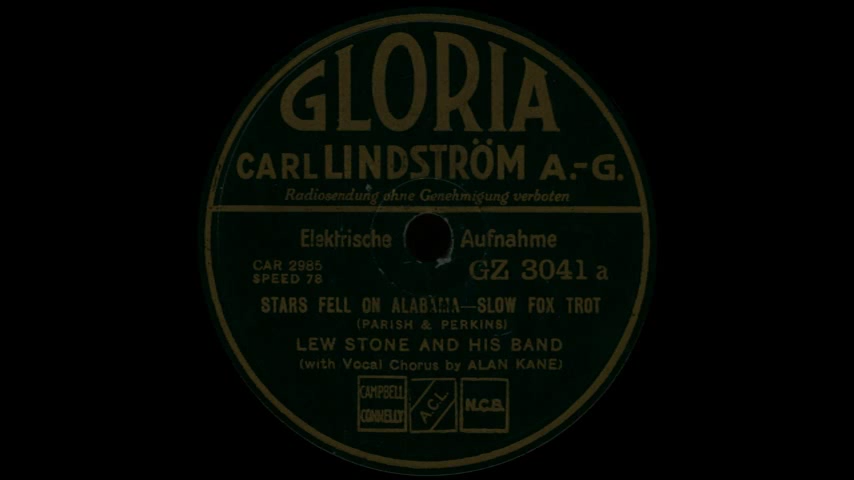 GLORIA
CARL LINDSTRÖM A.-G.
Radiosendung ohne Genehmigung verboten
Elektrische Aufnahme
CAR 2985 GZ 3041 a
SPEED 78
STARS FELL ON ALABAMA—SLOW FOX TROT
(PARISH & PERKINS)
LEW STONE AND HIS BAND
(with Vocal Chorus by ALAN KANE)
CAMPBELL CONNELLY A.C.L. N.C.B.